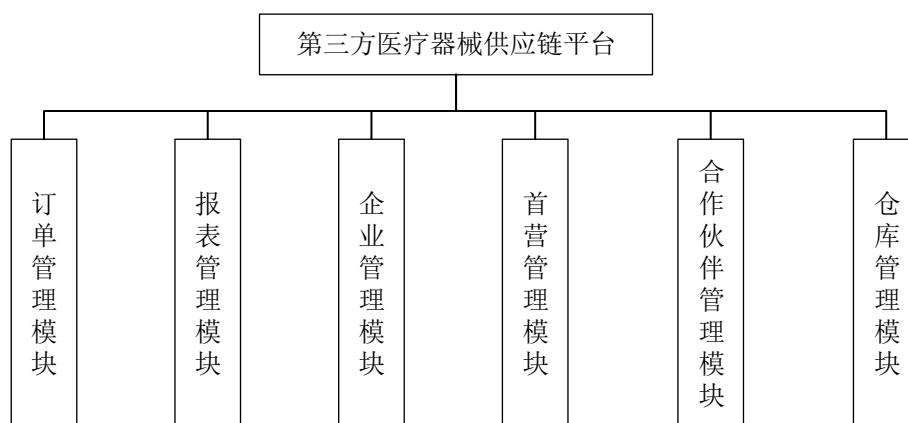 第三方医疗器械供应链平台
订单管理模块
报表管理模块
企业管理模块
首营管理模块
合作伙伴管理模块
仓库管理模块